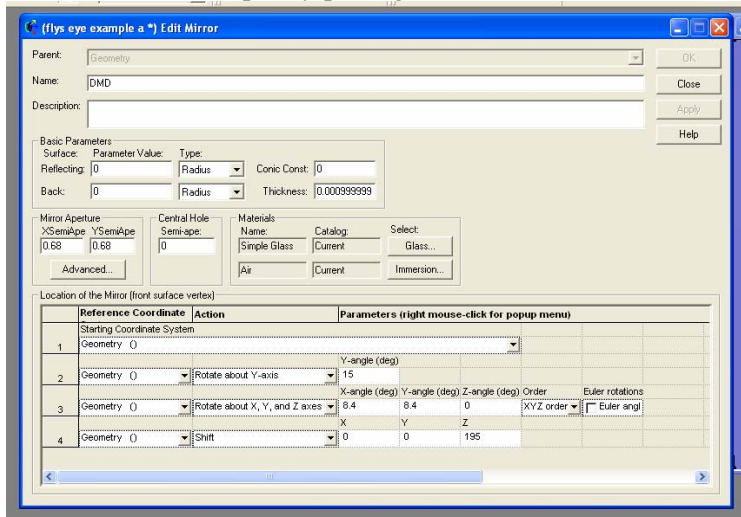 (flys eye example a *) Edit Mirror
Parent: Geometry OK
Name: DMD Close
Description: Apply
Help
Basic Parameters
Surface: Parameter Value: Type:
Reflecting: 0 Radius Conic Const: 0
Back: 0 Radius Thickness: 0.000999999
Mirror Aperture Central Hole Materials
XSemiApe YSemiApe Semi-ape: Name: Catalog: Select:
0.68 0.68 0 Simple Glass Current Glass...
Advanced... Air Current Immersion...
Location of the Mirror (front surface vertex)
Reference Coordinate Action Parameters (right mouse-click for popup menu)
Starting Coordinate System
1 Geometry ()
Y-angle (deg)
2 Geometry () Rotate about Y-axis 15
X-angle (deg) Y-angle (deg) Z-angle (deg) Order Euler rotations
3 Geometry () Rotate about X, Y, and Z axes 8.4 8.4 0 XYZ order Euler angl
X Y Z
4 Geometry () Shift 0 0 195